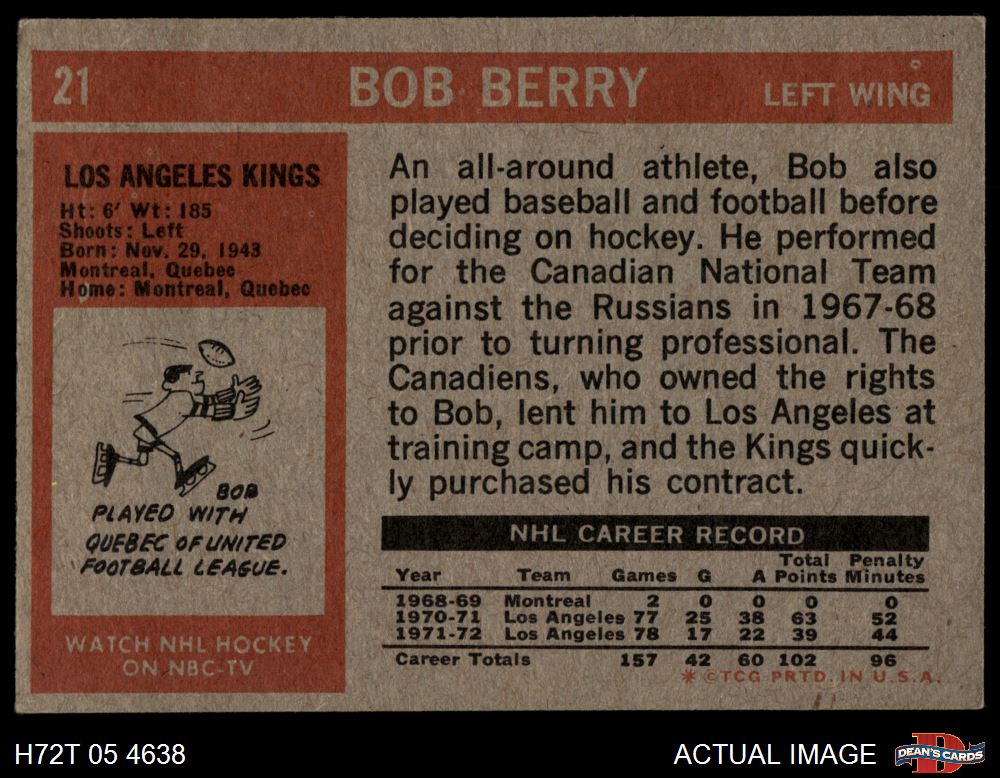 21 BOB BERRY LEFT WING
LOS ANGELES KINGS
Ht: 6' Wt: 185
Shoots: Left
Born: Nov. 29, 1943
Montreal, Quebec
Home: Montreal, Quebec
BOB
PLAYED WITH
QUEBEC OF UNITED
FOOTBALL LEAGUE.
WATCH NHL HOCKEY
ON NBC-TV
An all-around athlete, Bob also
played baseball and football before
deciding on hockey. He performed
for the Canadian National Team
against the Russians in 1967-68
prior to turning professional. The
Canadiens, who owned the rights
to Bob, lent him to Los Angeles at
training camp, and the Kings quick-
ly purchased his contract.
NHL CAREER RECORD
Year Team Games G A Total Points Penalty Minutes
1968-69 Montreal 2 0 0 0 0
1970-71 Los Angeles 77 25 38 63 52
1971-72 Los Angeles 78 17 22 39 44
Career Totals 157 42 60 102 96
* ©TCG PRTD. IN U.S.A.
H72T 05 4638 ACTUAL IMAGE D DEAN'S CARDS